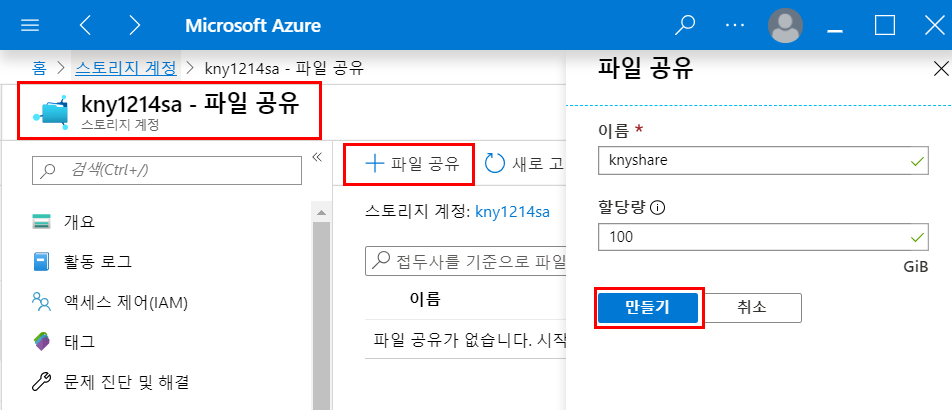 Microsoft Azure
홈 > 스토리지 계정 > kny1214sa - 파일 공유
kny1214sa - 파일 공유
스토리지 계정
검색(Ctrl+/)
개요
활동 로그
액세스 제어(IAM)
태그
문제 진단 및 해결
+ 파일 공유
새로 고
스토리지 계정: kny1214sa
접두사를 기준으로 파일
이름
파일 공유가 없습니다. 시작
파일 공유
이름 *
knyshare
할당량
100
GiB
만들기
취소